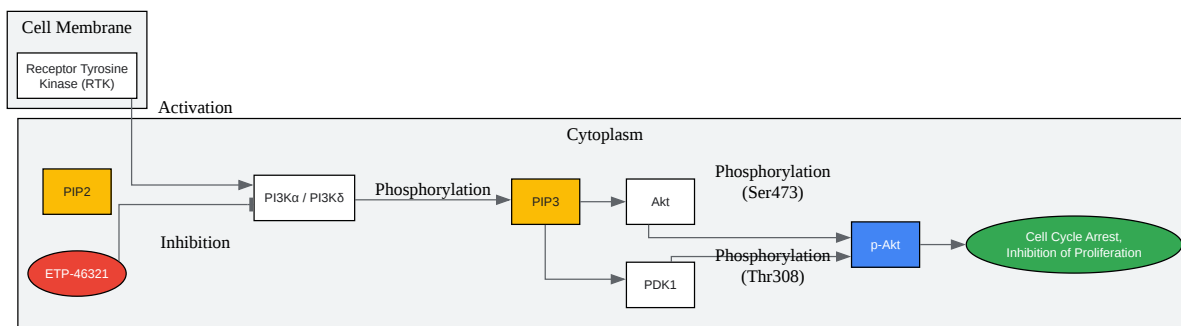 Cell Membrane
Receptor Tyrosine
Kinase (RTK)
Activation
Cytoplasm
PIP2
PI3Kα / PI3Kδ
Phosphorylation
PIP3
Akt
Phosphorylation
(Ser473)
Inhibition
ETP-46321
PDK1
Phosphorylation
(Thr308)
p-Akt
Cell Cycle Arrest,
Inhibition of Proliferation